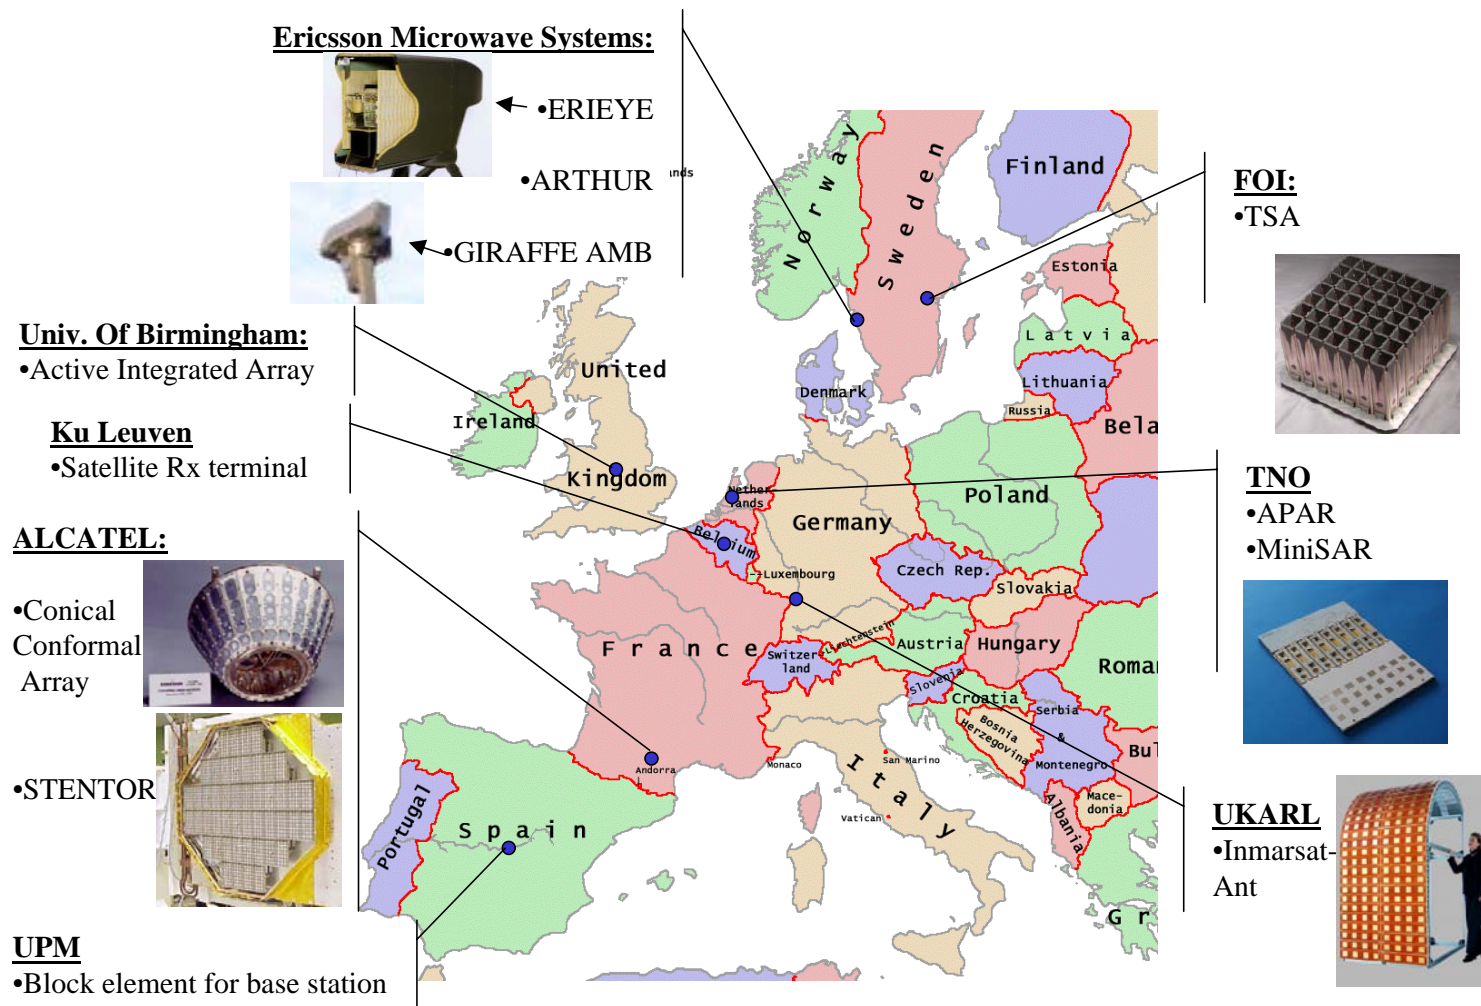 Ericsson Microwave Systems:
•ERIEYE
•ARTHUR
•GIRAFFE AMB
Univ. Of Birmingham:
•Active Integrated Array
Ku Leuven
•Satellite Rx terminal
ALCATEL:
•Conical
Conformal
Array
•STENTOR
UPM
•Block element for base station
FOI:
•TSA
TNO
•APAR
•MiniSAR
UKARL
•Inmarsat-
Ant
nds
Norway
Sweden
Finland
Estonia
Latvia
Lithuania
Russia
Bela
United
Kingdom
Ireland
Denmark
Nether-
lands
Belgium
--Luxembourg
Germany
Poland
Czech Rep.
Slovakia
France
Switzer-
land
Liechtenstein
Austria
Hungary
Roman
Slovenia
Croatia
Bosnia
Herzegovina
Serbia
&
Montenegro
Bul
Monaco
San Marino
Italy
Vatican
Albania
Mace-
donia
Gr
Andorra
Spain
Portugal